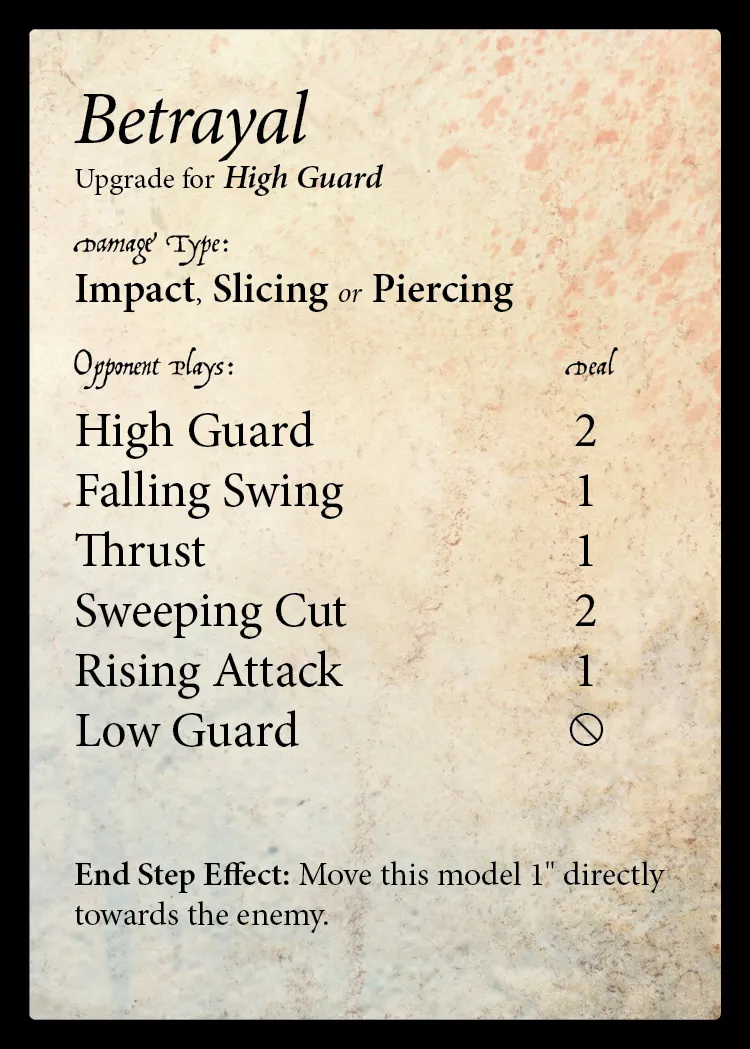 Betrayal
Upgrade for High Guard
Damage Type:
Impact, Slicing or Piercing
Opponent Plays: Deal
High Guard 2
Falling Swing 1
Thrust 1
Sweeping Cut 2
Rising Attack 1
Low Guard 🛇
End Step Effect: Move this model 1" directly
towards the enemy.